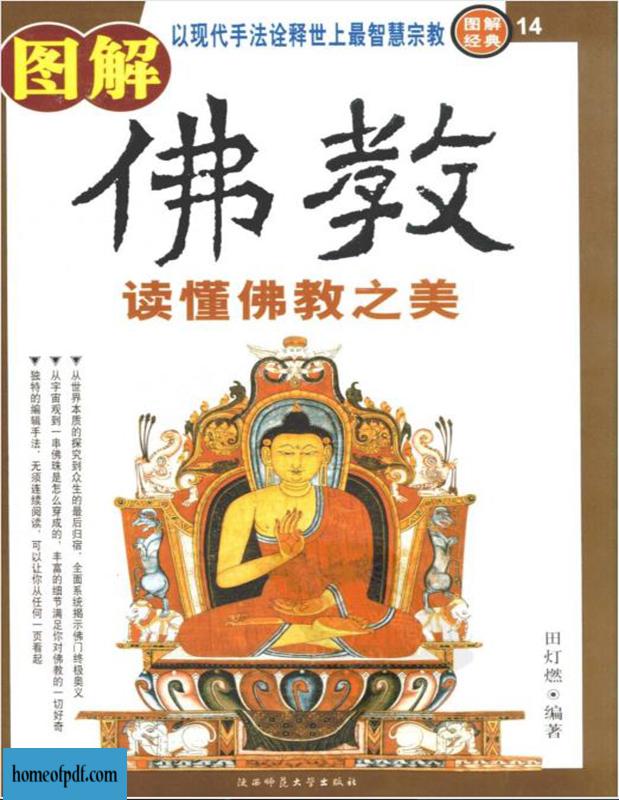 以现代手法诠释世上最智慧宗教
图解
经典
14
图解
佛教
读懂佛教之美
从世界本质的探究到众生的最后归宿，全面系统揭示佛门终极奥义
从宇宙观到一串佛珠是怎么穿成的，丰富的细节满足你对佛教的一切好奇
独特的编辑手法，无须连续阅读，可以让你从任何一页看起
田灯燃◎编著
陕西师范大学出版社
homeofpdf.com